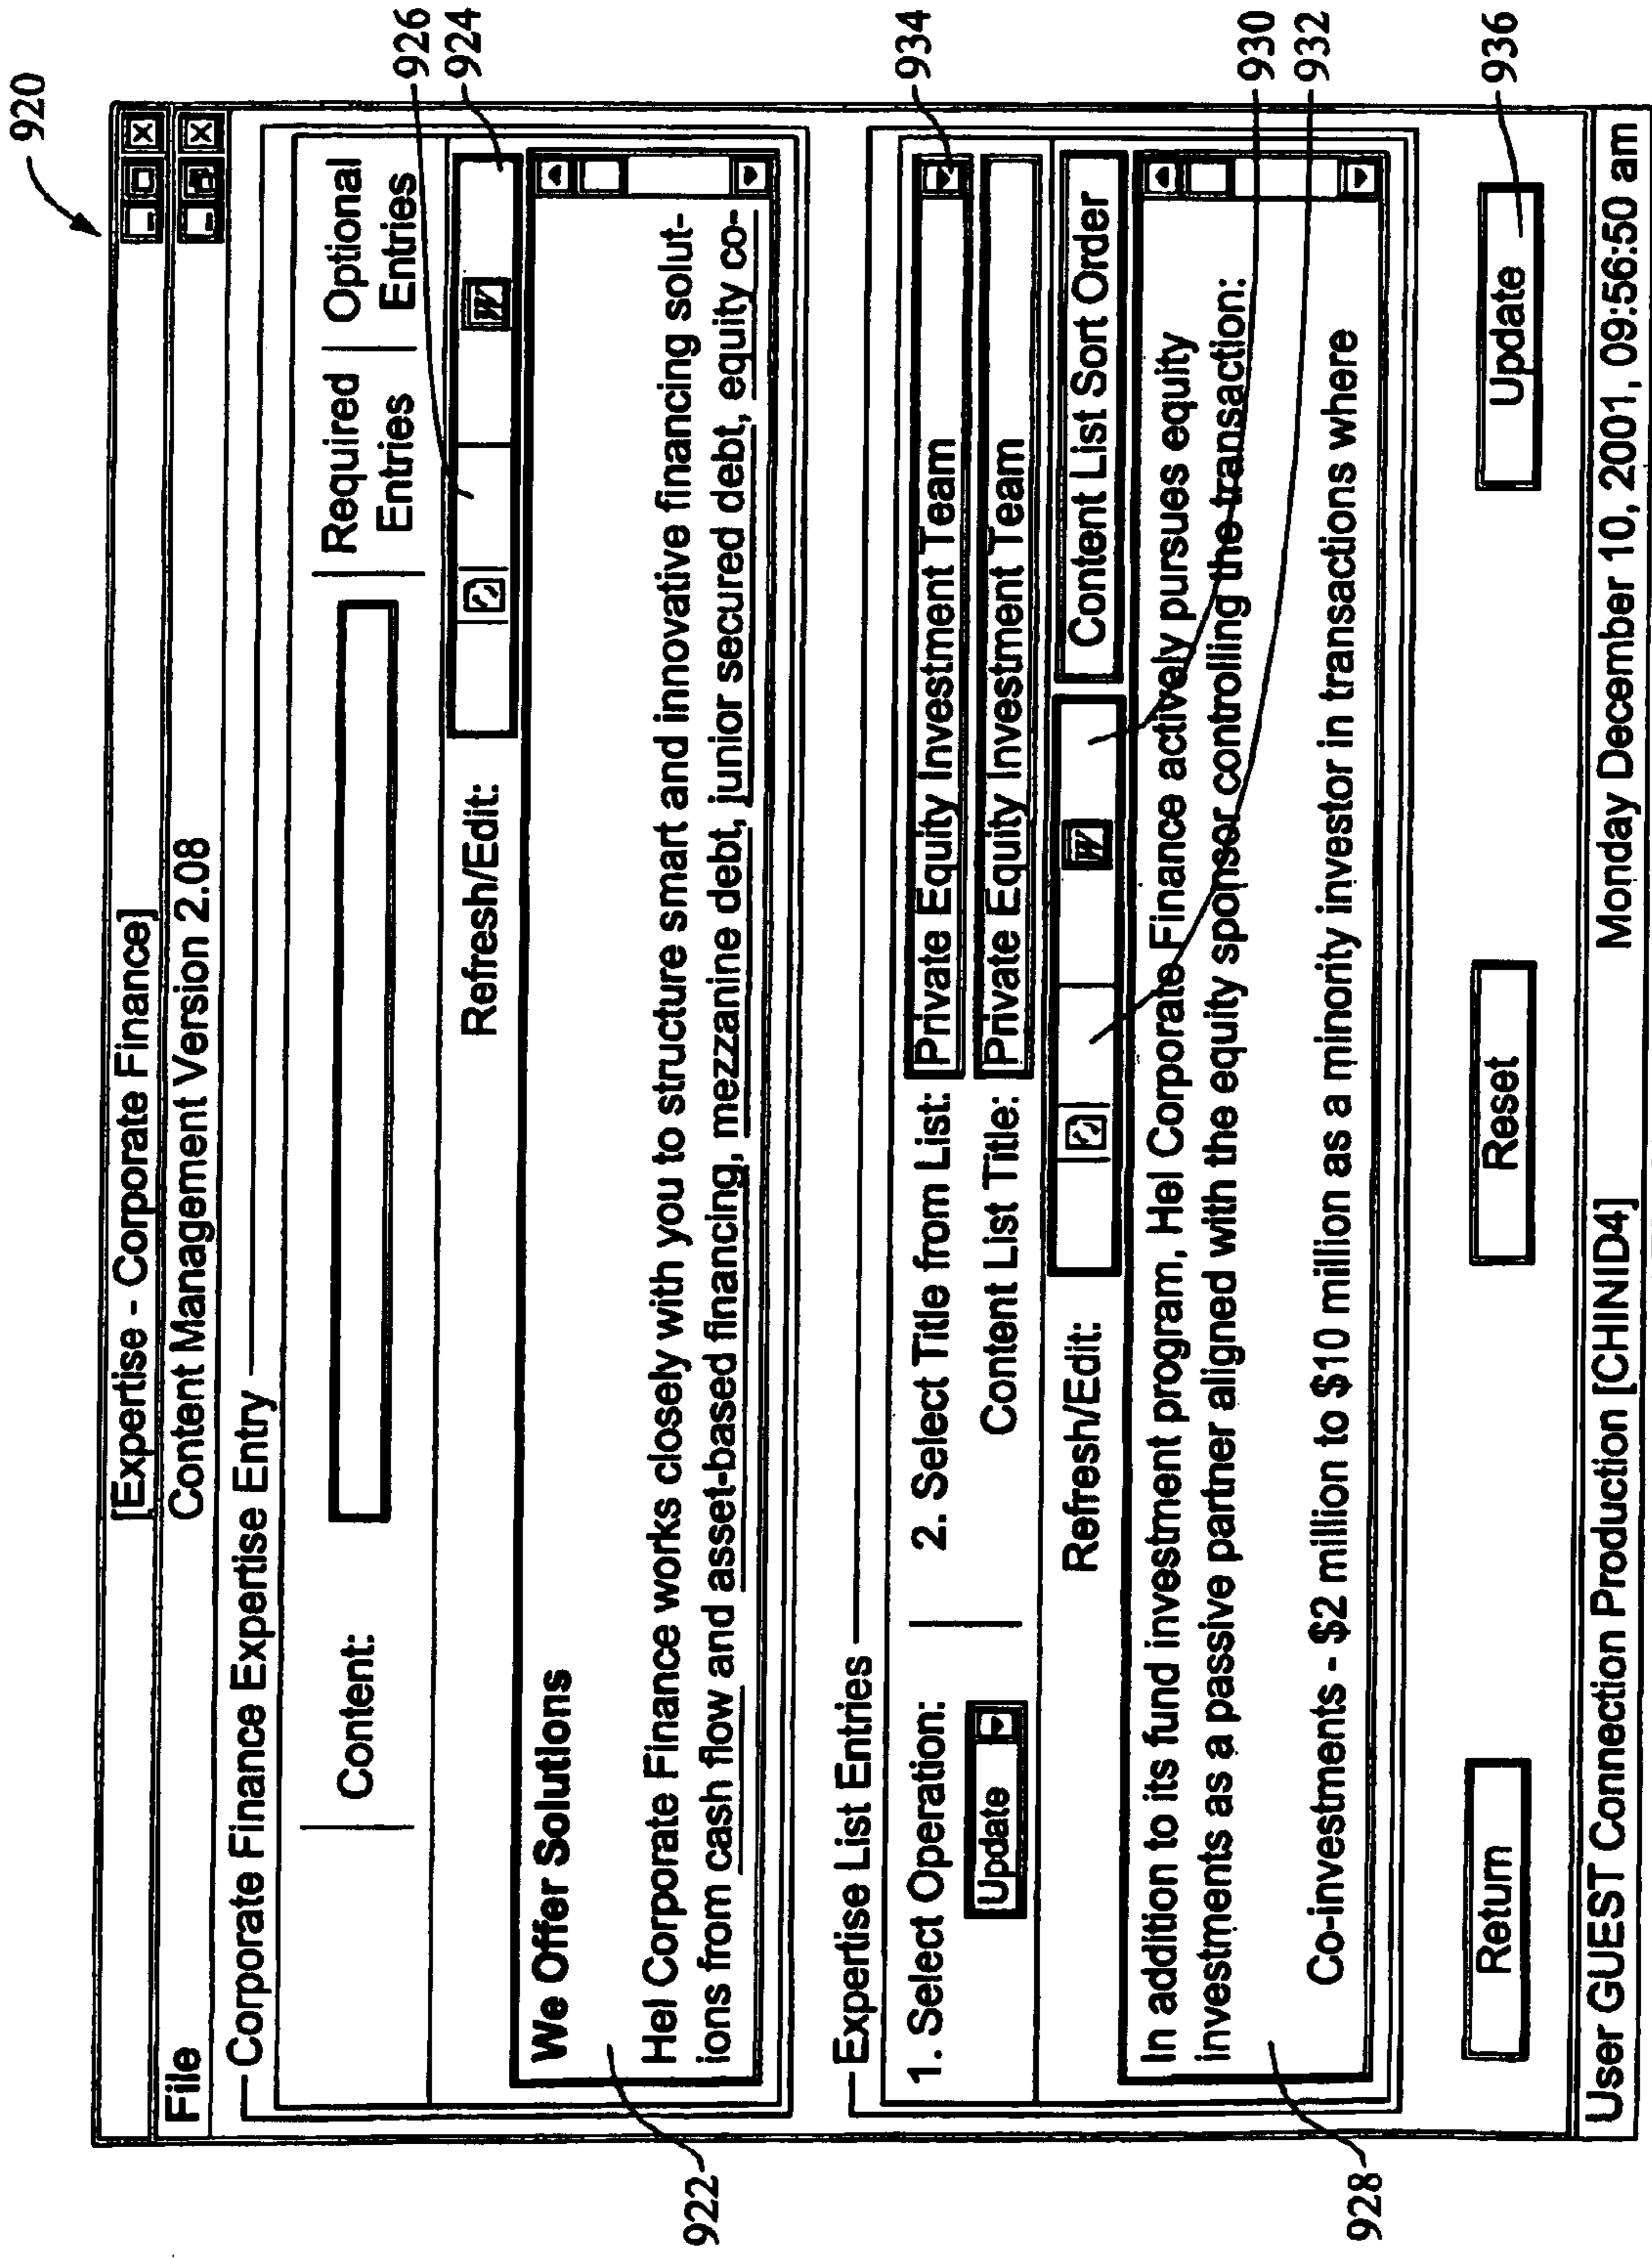 920
[Expertise - Corporate Finance]
Content Management Version 2.08
File
Corporate Finance Expertise Entry
Content:
Required Entries
Optional Entries
926
924
Refresh/Edit:
W
We Offer Solutions
Hel Corporate Finance works closely with you to structure smart and innovative financing solut-
ions from cash flow and asset-based financing, mezzanine debt, junior secured debt, equity co-
922
Expertise List Entries
1. Select Operation:
2. Select Title from List:
Private Equity Investment Team
934
Update
Content List Title:
Private Equity Investment Team
Refresh/Edit:
W
Content List Sort Order
In addition to its fund investment program, Hel Corporate Finance actively pursues equity
investments as a passive partner aligned with the equity sponsor controlling the transaction:
930
932
Co-investments - $2 million to $10 million as a minority investor in transactions where
928
Return
Reset
Update
936
User GUEST Connection Production [CHINID4]
Monday December 10, 2001, 09:56:50 am